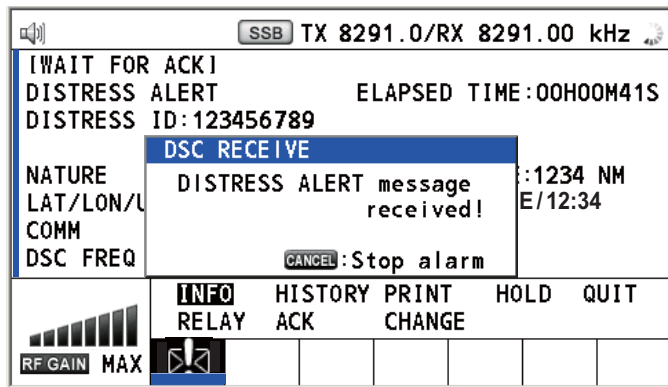 SSB TX 8291.0/RX 8291.00 kHz
[WAIT FOR ACK]
DISTRESS ALERT ELAPSED TIME:00H00M41S
DISTRESS ID:123456789
DSC RECEIVE
NATURE :1234 NM
DISTRESS ALERT message
LAT/LON/U E/12:34
received!
COMM
DSC FREQ
CANCEL:Stop alarm
INFO HISTORY PRINT HOLD QUIT
RELAY ACK CHANGE
RF GAIN MAX